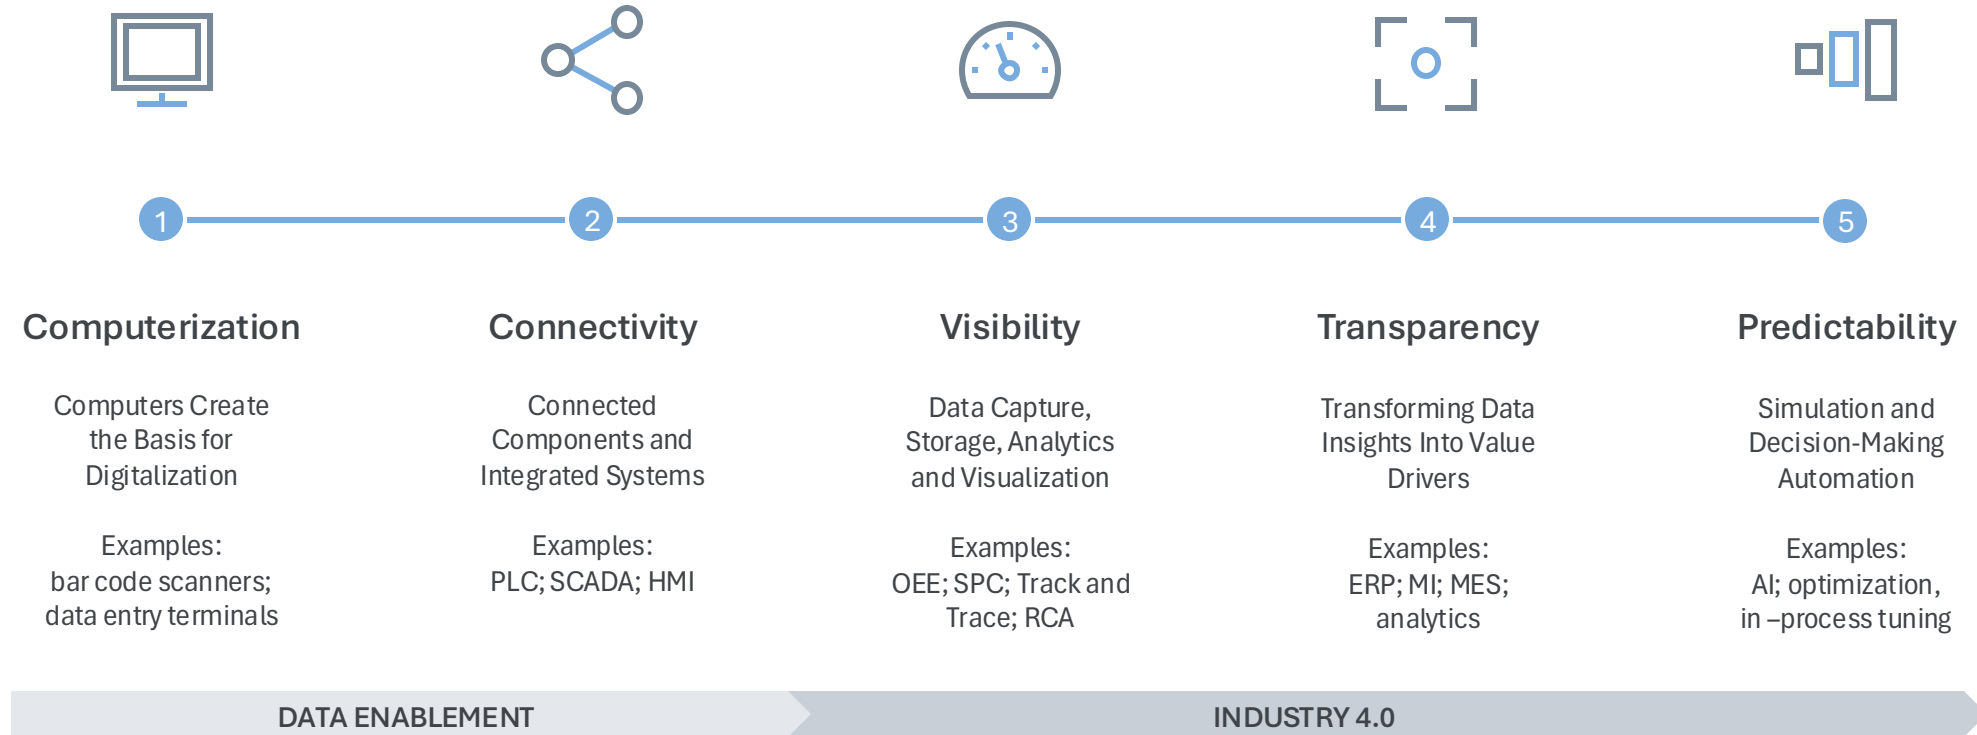 1
2
3
4
5
Computerization
Computers Create
the Basis for
Digitalization
Examples:
bar code scanners;
data entry terminals
Connectivity
Connected
Components and
Integrated Systems
Examples:
PLC; SCADA; HMI
Visibility
Data Capture,
Storage, Analytics
and Visualization
Examples:
OEE; SPC; Track and
Trace; RCA
Transparency
Transforming Data
Insights Into Value
Drivers
Examples:
ERP; MI; MES;
analytics
Predictability
Simulation and
Decision-Making
Automation
Examples:
AI; optimization,
in –process tuning
DATA ENABLEMENT
INDUSTRY 4.0